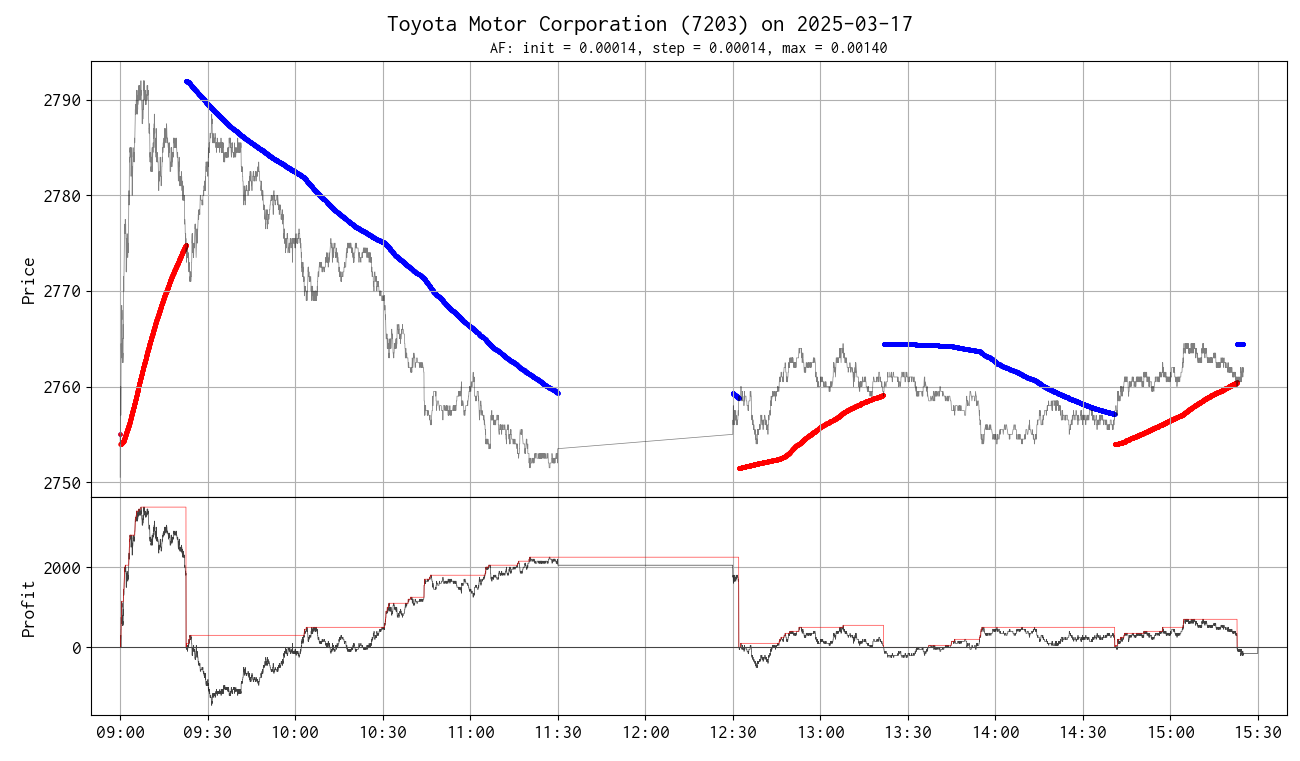 Toyota Motor Corporation (7203) on 2025-03-17
AF: init = 0.00014, step = 0.00014, max = 0.00140
Price
2790
2780
2770
2760
2750
Profit
2000
0
09:00 09:30 10:00 10:30 11:00 11:30 12:00 12:30 13:00 13:30 14:00 14:30 15:00 15:30